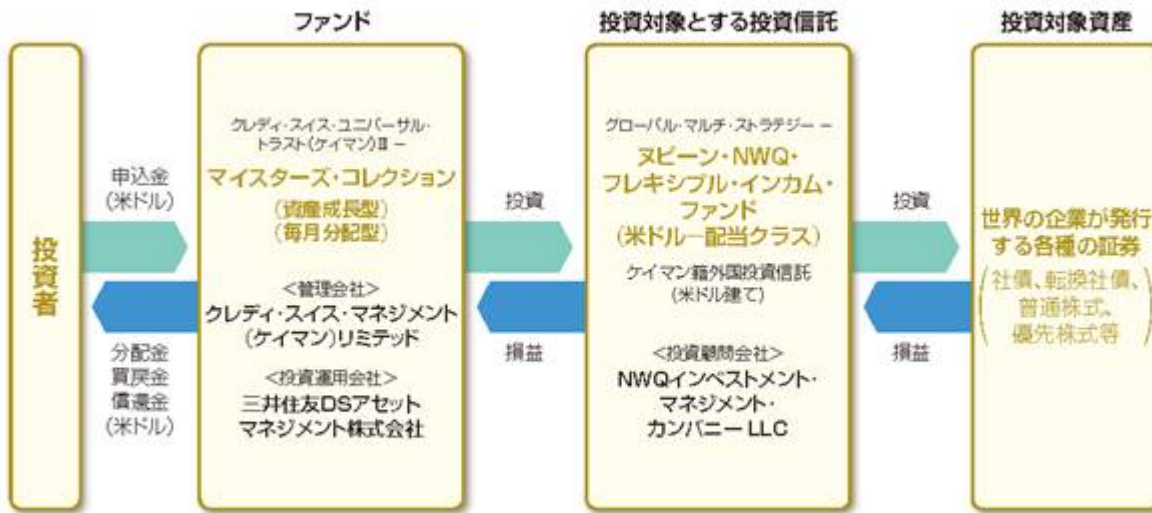 ファンド
投資対象とする投資信託
投資対象資産
投資者
申込金
(米ドル)
分配金
買戻金
償還金
(米ドル)
クレディ・スイス・ユニバーサル・
トラスト(ケイマン)Ⅲ －
マイスターズ・コレクション
(資産成長型)
(毎月分配型)
<管理会社>
クレディ・スイス・マネジメント
(ケイマン)リミテッド
<投資運用会社>
三井住友DSアセット
マネジメント株式会社
投資
損益
グローバル・マルチ・ストラテジー －
ヌビーン・NWQ・
フレキシブル・インカム・
ファンド
(米ドルー配当クラス)
ケイマン籍外国投資信託
(米ドル建て)
<投資顧問会社>
NWQインベストメント・
マネジメント・
カンパニー LLC
投資
損益
世界の企業が発行
する各種の証券
(社債、転換社債、
普通株式、
優先株式等)